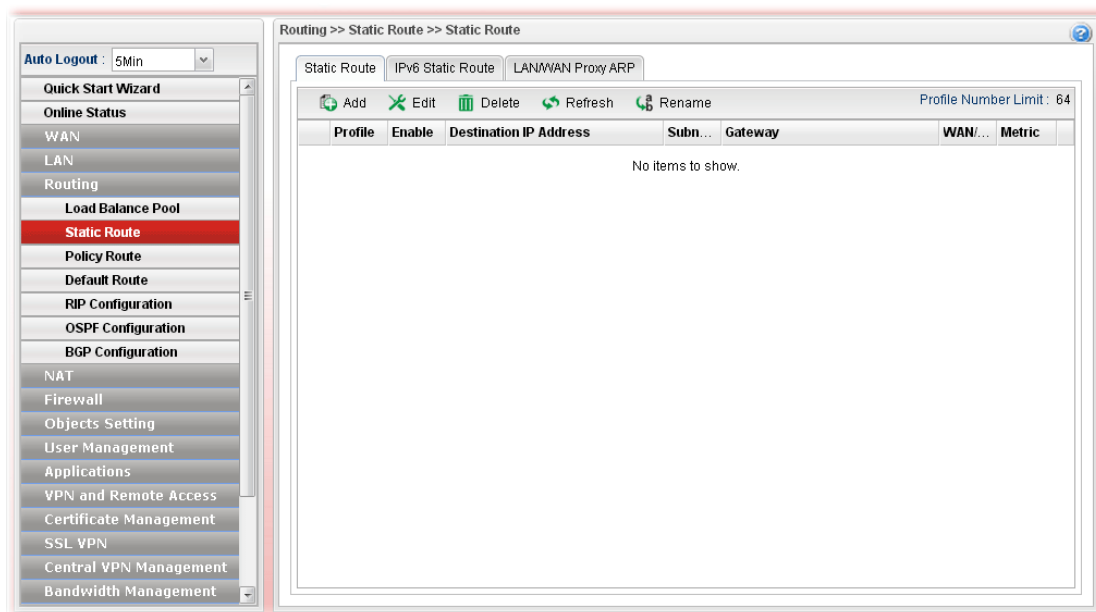 Routing >> Static Route >> Static Route
Auto Logout : 5Min
Quick Start Wizard
Online Status
WAN
LAN
Routing
Load Balance Pool
Static Route
Policy Route
Default Route
RIP Configuration
OSPF Configuration
BGP Configuration
NAT
Firewall
Objects Setting
User Management
Applications
VPN and Remote Access
Certificate Management
SSL VPN
Central VPN Management
Bandwidth Management
Static Route IPv6 Static Route LAN/WAN Proxy ARP
Add Edit Delete Refresh Rename Profile Number Limit : 64
Profile Enable Destination IP Address Subn... Gateway WAN/... Metric
No items to show.